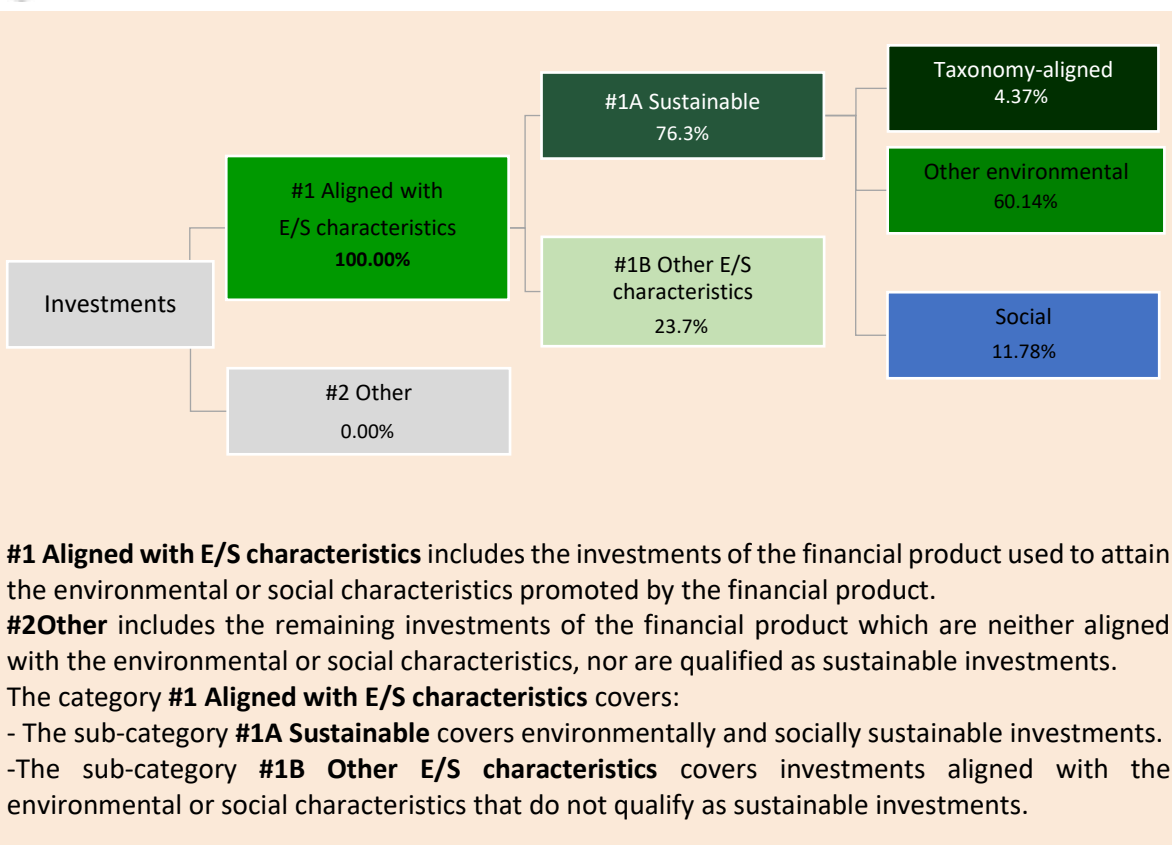 Investments
#1 Aligned with
E/S characteristics
100.00%
#2 Other
0.00%
#1A Sustainable
76.3%
#1B Other E/S
characteristics
23.7%
Taxonomy-aligned
4.37%
Other environmental
60.14%
Social
11.78%
#1 Aligned with E/S characteristics includes the investments of the financial product used to attain
the environmental or social characteristics promoted by the financial product.
#2Other includes the remaining investments of the financial product which are neither aligned
with the environmental or social characteristics, nor are qualified as sustainable investments.
The category #1 Aligned with E/S characteristics covers:
- The sub-category #1A Sustainable covers environmentally and socially sustainable investments.
-The sub-category #1B Other E/S characteristics covers investments aligned with the
environmental or social characteristics that do not qualify as sustainable investments.